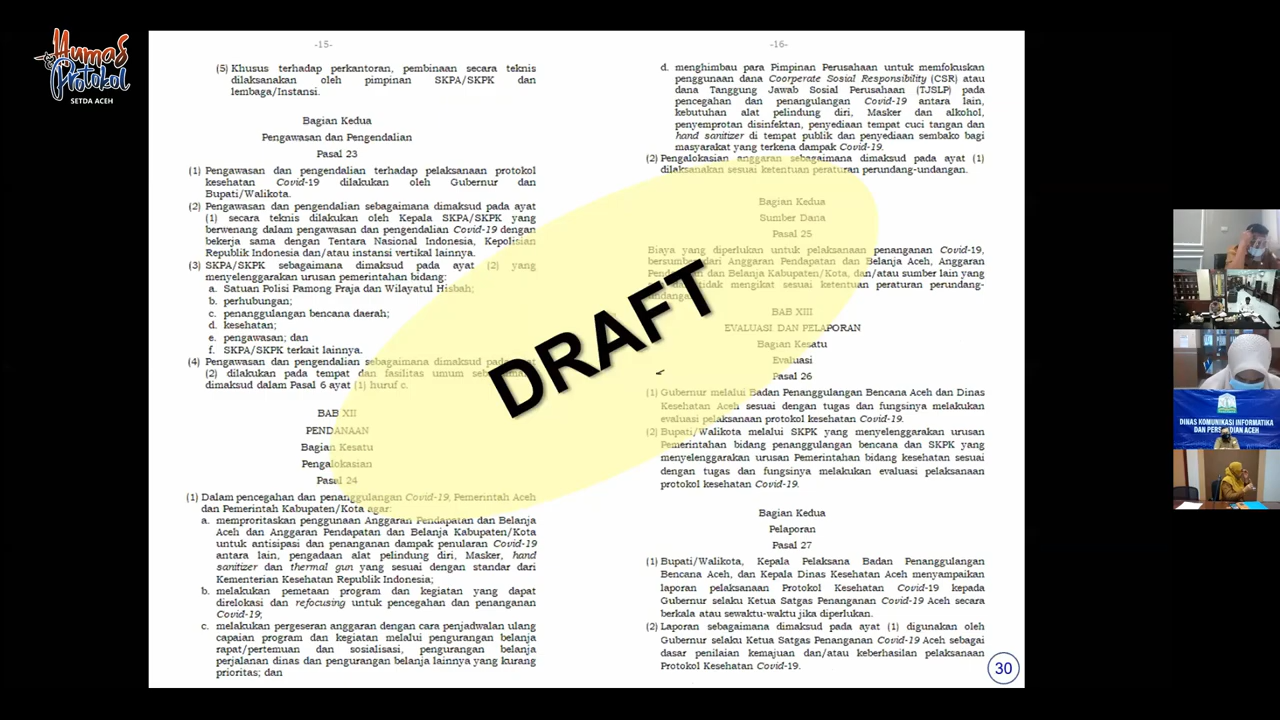 Humas
Protokol
SETDA ACEH
-15-
(5) Khusus terhadap perkantoran, pembinaan secara teknis
dilaksanakan oleh pimpinan SKPA/SKPK dan
lembaga/Instansi.
Bagian Kedua
Pengawasan dan Pengendalian
Pasal 23
(1) Pengawasan dan pengendalian terhadap pelaksanaan protokol
kesehatan Covid-19 dilakukan oleh Gubernur dan
Bupati/Walikota.
(2) Pengawasan dan pengendalian sebagaimana dimaksud pada ayat
(1) secara teknis dilakukan oleh Kepala SKPA/SKPK yang
berwenang dalam pengawasan dan pengendalian Covid-19 dengan
bekerja sama dengan Tentara Nasional Indonesia, Kepolisian
Republik Indonesia dan/atau instansi vertikal lainnya.
(3) SKPA/SKPK sebagaimana dimaksud pada ayat (2) yang
menyelenggarakan urusan pemerintahan bidang:
a. Satuan Polisi Pamong Praja dan Wilayatul Hisbah;
b. perhubungan;
c. penanggulangan bencana daerah;
d. kesehatan;
e. pengawasan; dan
f. SKPA/SKPK terkait lainnya.
(4) Pengawasan dan pengendalian sebagaimana dimaksud pada ayat
(2) dilakukan pada tempat dan fasilitas umum sebagaimana
dimaksud dalam Pasal 6 ayat (1) huruf c.
BAB XII
PENDANAAN
Bagian Kesatu
Pengalokasian
Pasal 24
(1) Dalam pencegahan dan penanggulangan Covid-19, Pemerintah Aceh
dan Pemerintah Kabupaten/Kota agar:
a. memproritaskan penggunaan Anggaran Pendapatan dan Belanja
Aceh dan Anggaran Pendapatan dan Belanja Kabupaten/Kota
untuk antisipasi dan penanganan dampak penularan Covid-19
antara lain, pengadaan alat pelindung diri, Masker, hand
sanitizer dan thermal gun yang sesuai dengan standar dari
Kementerian Kesehatan Republik Indonesia;
b. melakukan pemetaan program dan kegiatan yang dapat
direlokasi dan refocusing untuk pencegahan dan penanganan
Covid-19;
c. melakukan pergeseran anggaran dengan cara penjadwalan ulang
capaian program dan kegiatan melalui pengurangan belanja
rapat/pertemuan dan sosialisasi, pengurangan belanja
perjalanan dinas dan pengurangan belanja lainnya yang kurang
prioritas; dan
-16-
d. menghimbau para Pimpinan Perusahaan untuk memfokuskan
penggunaan dana Coorperate Sosial Responsibility (CSR) atau
dana Tanggung Jawab Sosial Perusahaan (TJSLP) pada
pencegahan dan penangulangan Covid-19 antara lain,
kebutuhan alat pelindung diri, Masker dan alkohol,
penyemprotan disinfektan, penyediaan tempat cuci tangan dan
hand sanitizer di tempat publik dan penyediaan sembako bagi
masyarakat yang terkena dampak Covid-19.
(2) Pengalokasian anggaran sebagaimana dimaksud pada ayat (1)
dilaksanakan sesuai ketentuan peraturan perundang-undangan.
Bagian Kedua
Sumber Dana
Pasal 25
Biaya yang diperlukan untuk pelaksanaan penanganan Covid-19,
bersumber dari Anggaran Pendapatan dan Belanja Aceh, Anggaran
Pendapatan dan Belanja Kabupaten/Kota, dan/atau sumber lain yang
tidak mengikat sesuai ketentuan peraturan perundang-
undangan.
BAB XIII
EVALUASI DAN PELAPORAN
Bagian Kesatu
Evaluasi
Pasal 26
(1) Gubernur melalui Badan Penanggulangan Bencana Aceh dan Dinas
Kesehatan Aceh sesuai dengan tugas dan fungsinya melakukan
evaluasi pelaksanaan protokol kesehatan Covid-19.
(2) Bupati/Walikota melalui SKPK yang menyelenggarakan urusan
Pemerintahan bidang penanggulangan bencana dan SKPK yang
menyelenggarakan urusan Pemerintahan bidang kesehatan sesuai
dengan tugas dan fungsinya melakukan evaluasi pelaksanaan
protokol kesehatan Covid-19.
Bagian Kedua
Pelaporan
Pasal 27
(1) Bupati/Walikota, Kepala Pelaksana Badan Penanggulangan
Bencana Aceh, dan Kepala Dinas Kesehatan Aceh menyampaikan
laporan pelaksanaan Protokol Kesehatan Covid-19 kepada
Gubernur selaku Ketua Satgas Penanganan Covid-19 Aceh secara
berkala atau sewaktu-waktu jika diperlukan.
(2) Laporan sebagaimana dimaksud pada ayat (1) digunakan oleh
Gubernur selaku Ketua Satgas Penanganan Covid-19 Aceh sebagai
dasar penilaian kemajuan dan/atau keberhasilan pelaksanaan
Protokol Kesehatan Covid-19.
DRAFT
30
DINAS KOMUNIKASI INFORMATIKA
DAN PERSANDIAN ACEH